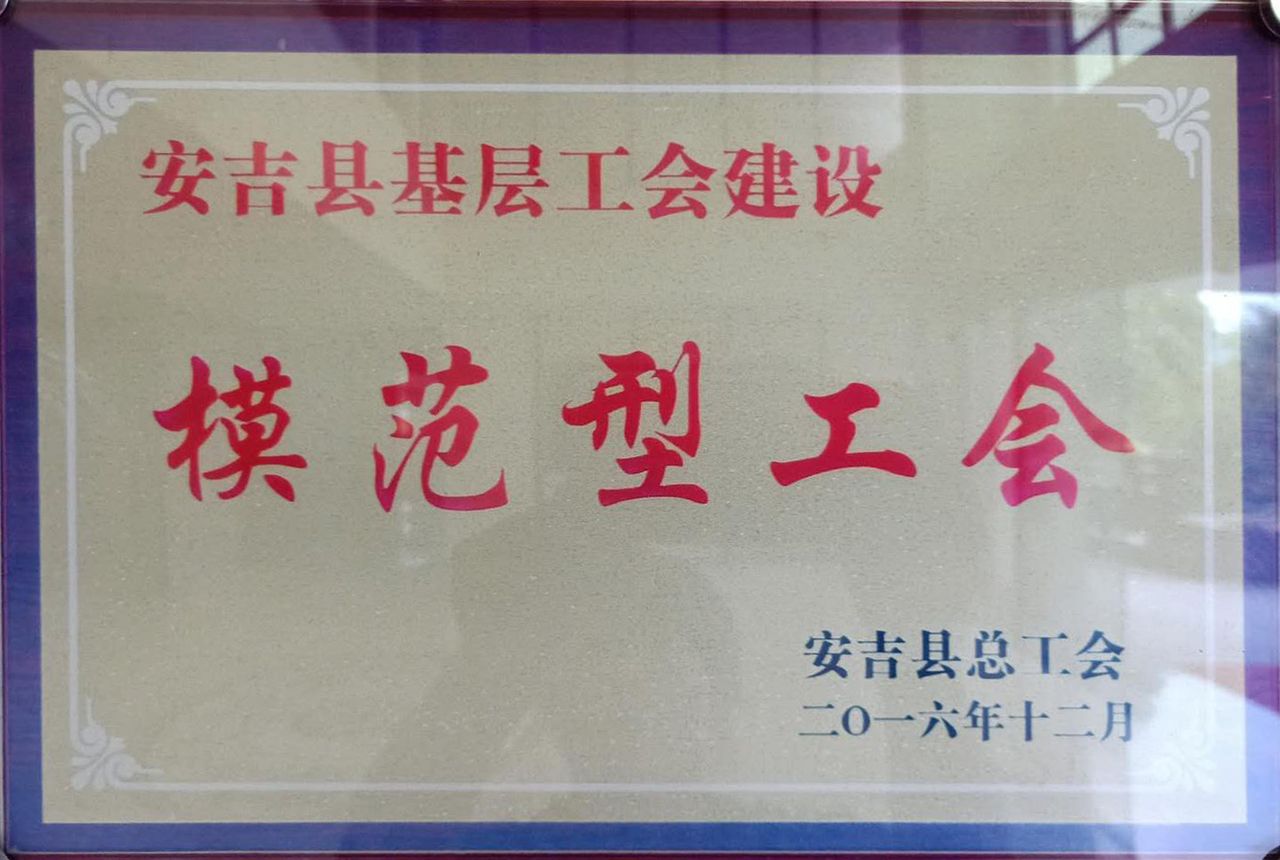 安吉县基层工会建设
模范型工会
安吉县总工会
二〇一六年十二月